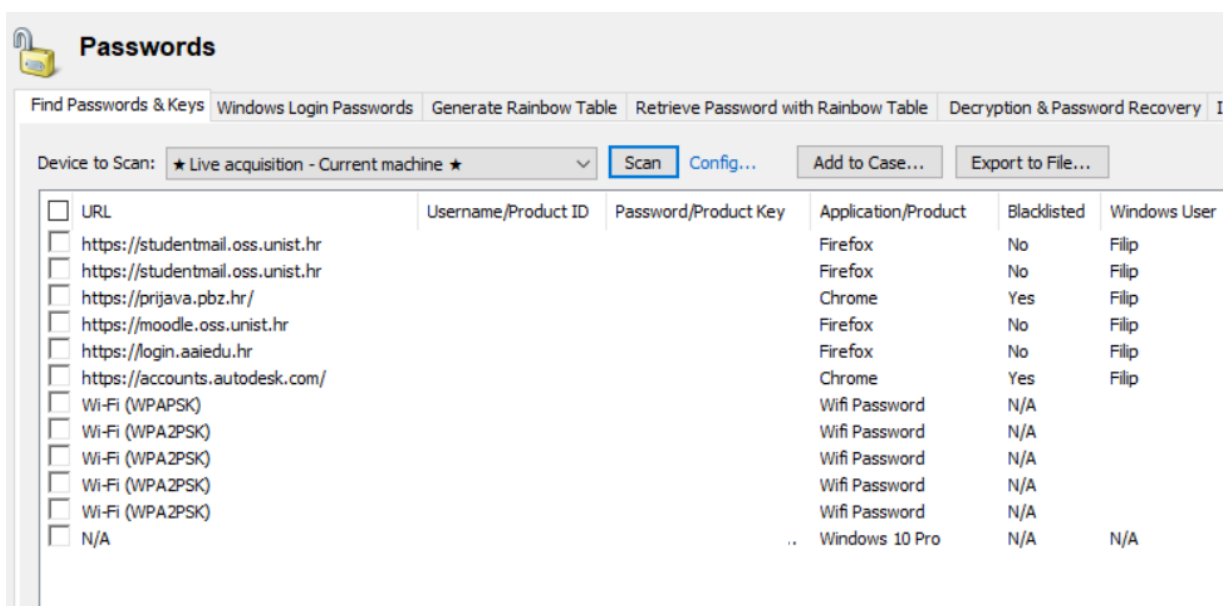 Passwords
Find Passwords & Keys Windows Login Passwords Generate Rainbow Table Retrieve Password with Rainbow Table Decryption & Password Recovery
Device to Scan: ★ Live acquisition - Current machine ★ Scan Config... Add to Case... Export to File...
URL Username/Product ID Password/Product Key Application/Product Blacklisted Windows User
https://studentmail.oss.unist.hr Firefox No Filip
https://studentmail.oss.unist.hr Firefox No Filip
https://prijava.pbz.hr/ Chrome Yes Filip
https://moodle.oss.unist.hr Firefox No Filip
https://login.aaiedu.hr Firefox No Filip
https://accounts.autodesk.com/ Chrome Yes Filip
Wi-Fi (WPAPSK) Wifi Password N/A
Wi-Fi (WPA2PSK) Wifi Password N/A
Wi-Fi (WPA2PSK) Wifi Password N/A
Wi-Fi (WPA2PSK) Wifi Password N/A
Wi-Fi (WPA2PSK) Wifi Password N/A
N/A .. Windows 10 Pro N/A N/A